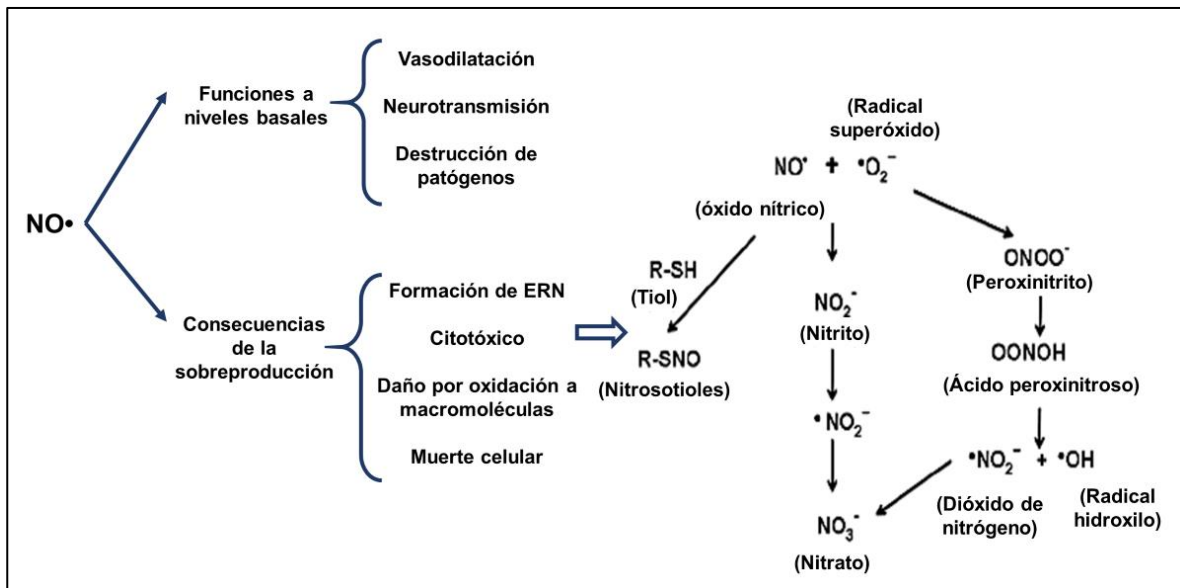 NO•
Funciones a
niveles basales
Vasodilatación
Neurotransmisión
Destrucción de
patógenos
Consecuencias
de la
sobreproducción
Formación de ERN
Citotóxico
Daño por oxidación a
macromoléculas
Muerte celular
(Radical
superóxido)
NO• + •O₂⁻
(óxido nítrico)
R-SH
(Tiol)
R-SNO
(Nitrosotioles)
NO₂⁻
(Nitrito)
•NO₂⁻
NO₃⁻
(Nitrato)
ONOO⁻
(Peroxinitrito)
OONOH
(Ácido peroxinitroso)
•NO₂⁻ + •OH
(Dióxido de
nitrógeno)
(Radical
hidroxilo)